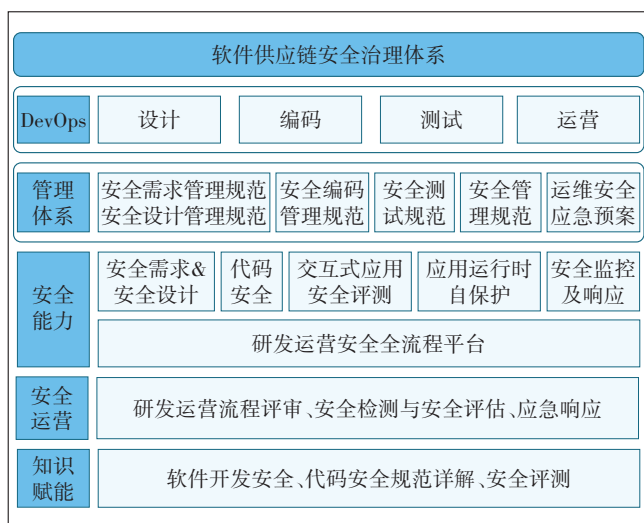 软件供应链安全治理体系
DevOps 设计 编码 测试 运营
管理
体系
安全需求管理规范
安全设计管理规范
安全编码
管理规范
安全测
试规范
安全管
理规范
运维安全
应急预案
安全
能力
安全需求&
安全设计
代码
安全
交互式应用
安全评测
应用运行时
自保护
安全监控
及响应
研发运营安全全流程平台
安全
运营
研发运营流程评审、安全检测与安全评估、应急响应
知识
赋能
软件开发安全、代码安全规范详解、安全评测